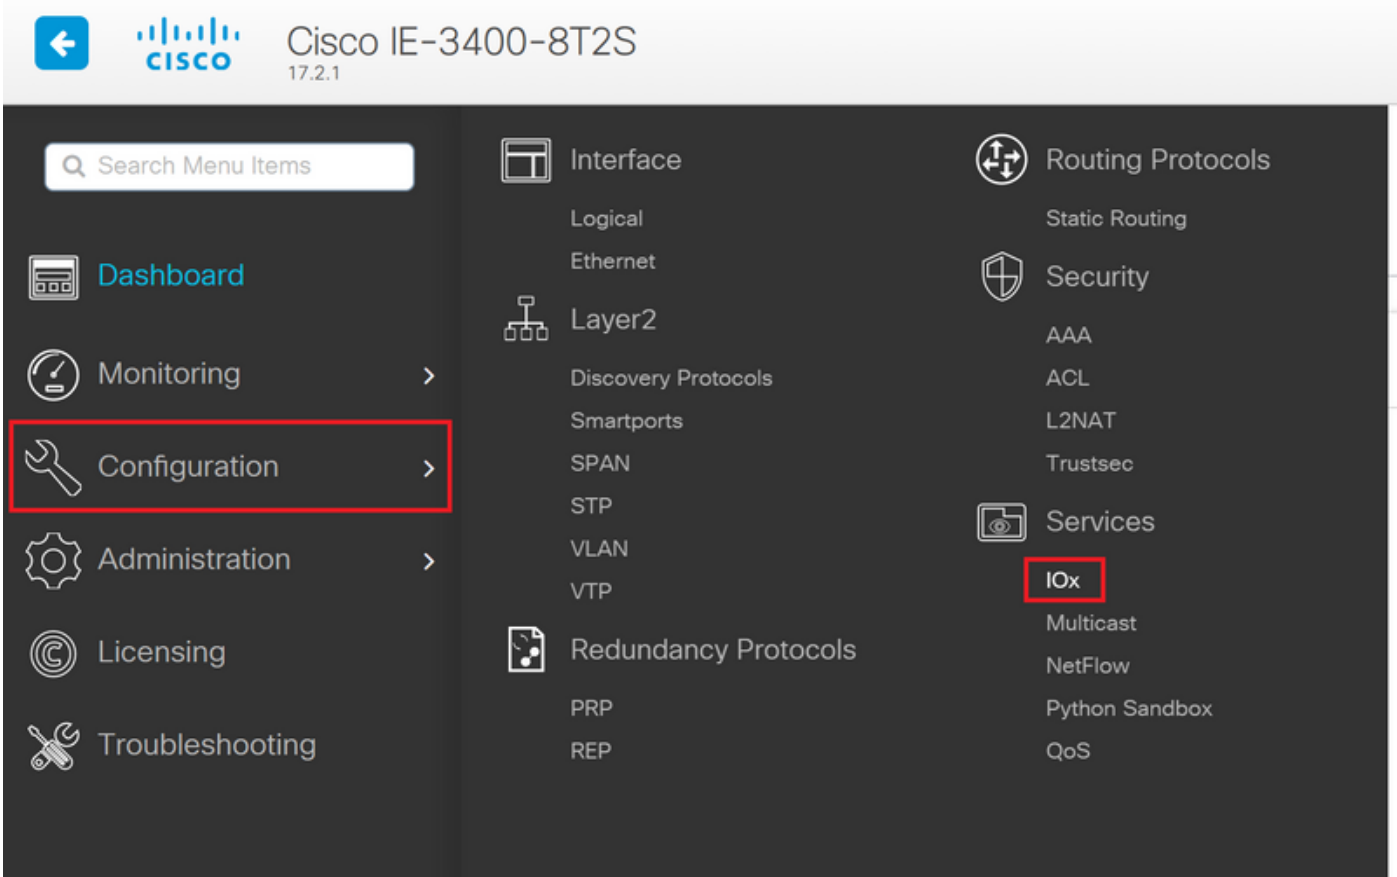 CISCO
Cisco IE-3400-8T2S
17.2.1
Search Menu Items
Dashboard
Monitoring
Configuration
Administration
Licensing
Troubleshooting
Interface
Logical
Ethernet
Layer2
Discovery Protocols
Smartports
SPAN
STP
VLAN
VTP
Redundancy Protocols
PRP
REP
Routing Protocols
Static Routing
Security
AAA
ACL
L2NAT
Trustsec
Services
IOx
Multicast
NetFlow
Python Sandbox
QoS